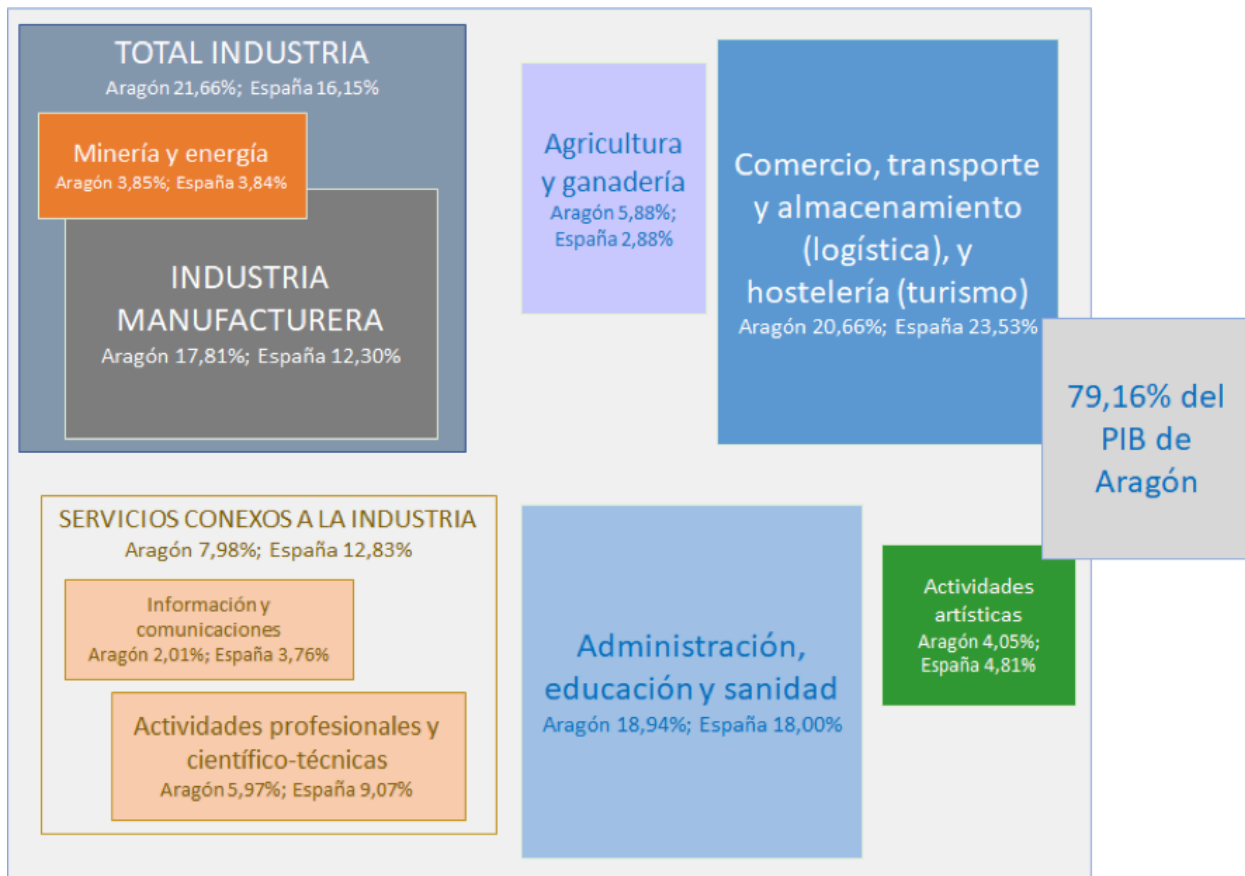 TOTAL INDUSTRIA
Aragón 21,66%; España 16,15%
Minería y energía
Aragón 3,85%; España 3,84%
INDUSTRIA
MANUFACTURERA
Aragón 17,81%; España 12,30%
Agricultura
y ganadería
Aragón 5,88%;
España 2,88%
Comercio, transporte
y almacenamiento
(logística), y
hostelería (turismo)
Aragón 20,66%; España 23,53%
79,16% del
PIB de
Aragón
SERVICIOS CONEXOS A LA INDUSTRIA
Aragón 7,98%; España 12,83%
Información y
comunicaciones
Aragón 2,01%; España 3,76%
Actividades profesionales y
científico-técnicas
Aragón 5,97%; España 9,07%
Administración,
educación y sanidad
Aragón 18,94%; España 18,00%
Actividades
artísticas
Aragón 4,05%;
España 4,81%